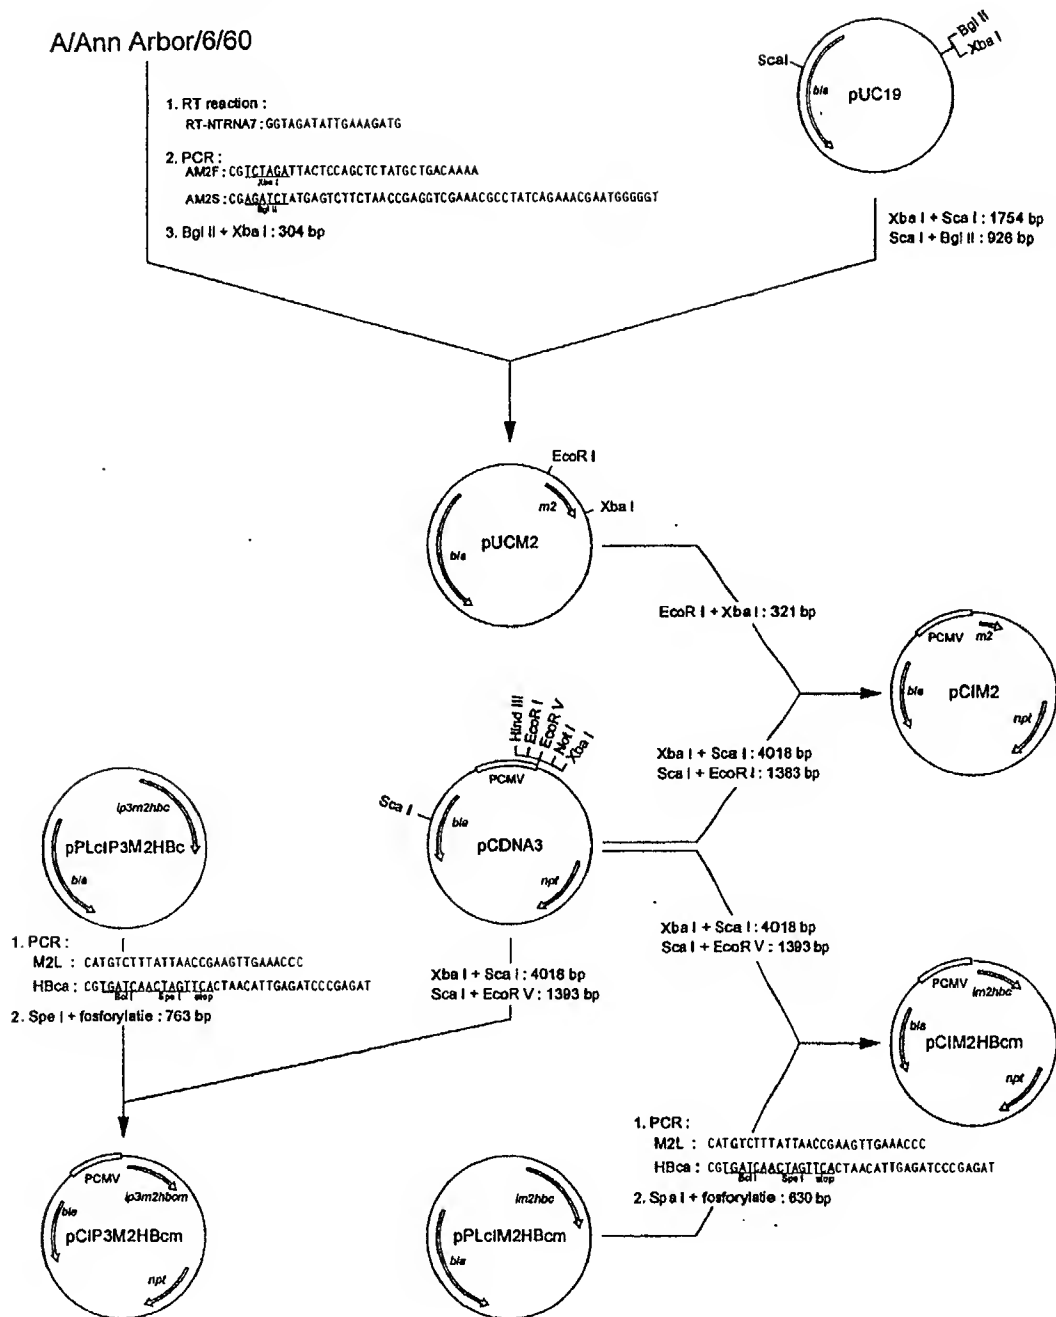 A/Ann Arbor/6/60
1. RT reaction :
RT-NTRNA7 : GGTAGATATTGAAAGATG
2. PCR :
AM2F : CGTCTAGATTACTCCAGCTCTATGCTGACAAAA
Xba I
AM2S : CGAGATCTATGAGTCTTCTAACCGAGGTCGAAACGCCTATCAGAAACGAATGGGGGT
Bgl II
3. Bgl II + Xba I : 304 bp
Bgl II
Xba I
Sca I
bla
pUC19
Xba I + Sca I : 1754 bp
Sca I + Bgl II : 926 bp
EcoR I
m2
Xba I
bla
pUCM2
EcoR I + Xba I : 321 bp
PCMV
m2
bla
pCIM2
npt
Hind III
EcoR I
EcoR V
Not I
Xba I
PCMV
Sca I
bla
pCDNA3
npt
Xba I + Sca I : 4018 bp
Sca I + EcoR I : 1383 bp
Xba I + Sca I : 4018 bp
Sca I + EcoR V : 1393 bp
ip3m2hbc
pPLcIP3M2HBc
bla
1. PCR :
M2L : CATGTCTTTATTAACCGAAGTTGAAACCC
HBca : CGTGATCAACTAGTTCACTAACATTGAGATCCCGAGAT
Bcl I Spe I stop
2. Spe I + fosforylatie : 763 bp
Xba I + Sca I : 4018 bp
Sca I + EcoR V : 1393 bp
PCMV
im2hbc
bla
pCIM2HBcm
npt
1. PCR :
M2L : CATGTCTTTATTAACCGAAGTTGAAACCC
HBca : CGTGATCAACTAGTTCACTAACATTGAGATCCCGAGAT
Bcl I Spe I stop
2. Spa I + fosforylatie : 630 bp
PCMV
ip3m2hbcm
bla
pCIP3M2HBcm
npt
im2hbc
pPLcIM2HBcm
bla